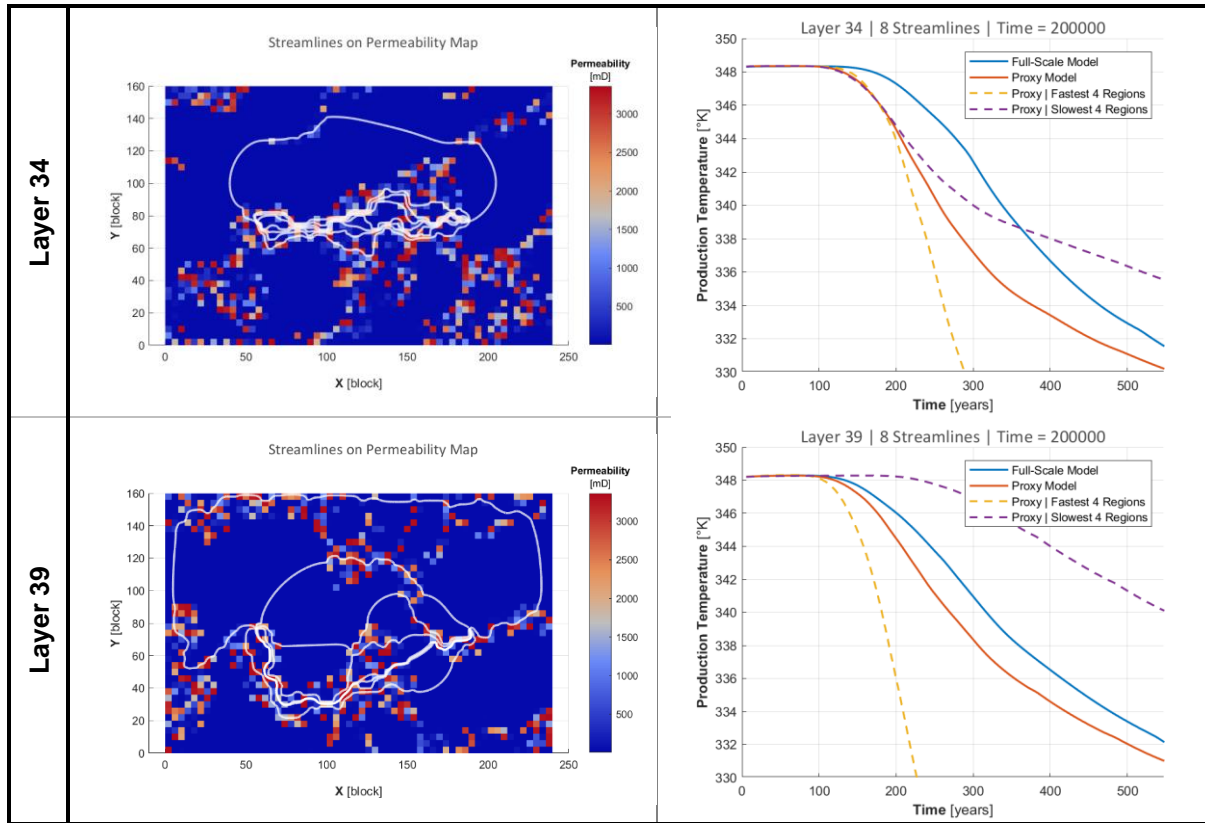 Layer 34
Streamlines on Permeability Map
Permeability
[mD]
160
140
120
100
80
60
40
20
0
Y [block]
0 50 100 150 200 250
X [block]
3000
2500
2000
1500
1000
500
Layer 34 | 8 Streamlines | Time = 200000
350
348
346
344
342
340
338
336
334
332
330
Production Temperature [°K]
Full-Scale Model
Proxy Model
Proxy | Fastest 4 Regions
Proxy | Slowest 4 Regions
0 100 200 300 400 500
Time [years]
Layer 39
Streamlines on Permeability Map
Permeability
[mD]
160
140
120
100
80
60
40
20
0
Y [block]
0 50 100 150 200 250
X [block]
3000
2500
2000
1500
1000
500
Layer 39 | 8 Streamlines | Time = 200000
350
348
346
344
342
340
338
336
334
332
330
Production Temperature [°K]
Full-Scale Model
Proxy Model
Proxy | Fastest 4 Regions
Proxy | Slowest 4 Regions
0 100 200 300 400 500
Time [years]